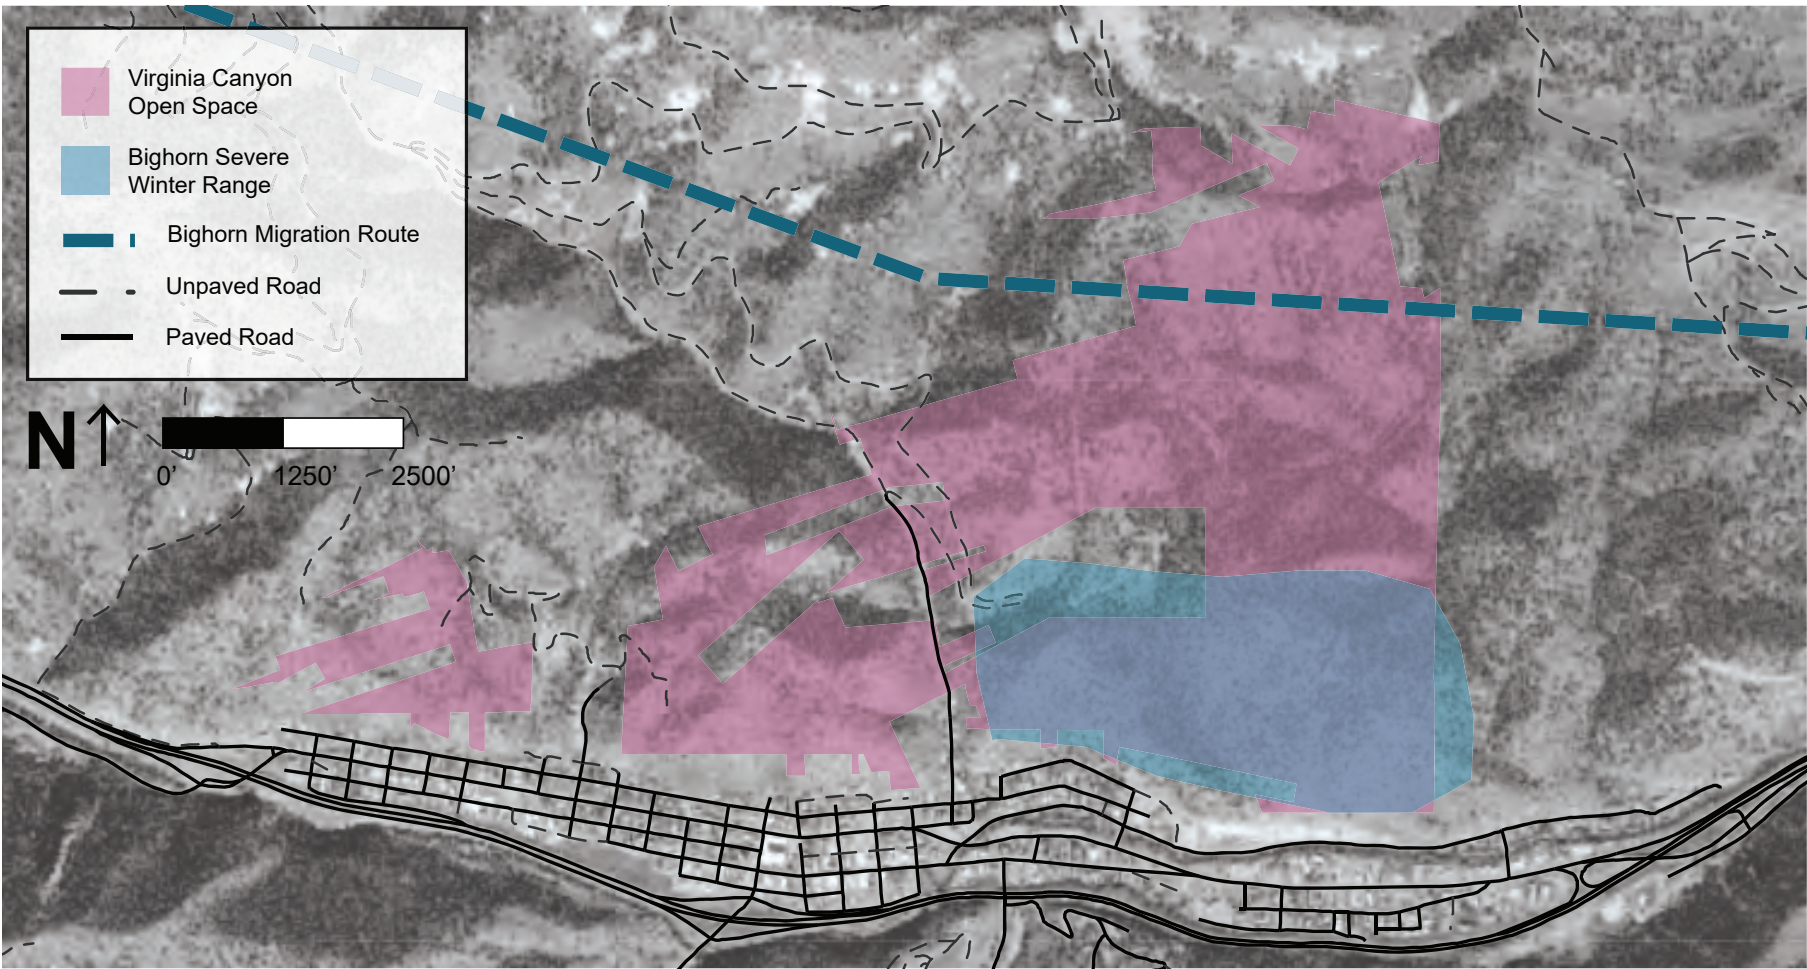 Virginia Canyon
Open Space
Bighorn Severe
Winter Range
Bighorn Migration Route
Unpaved Road
Paved Road
N
0’ 1250’ 2500’